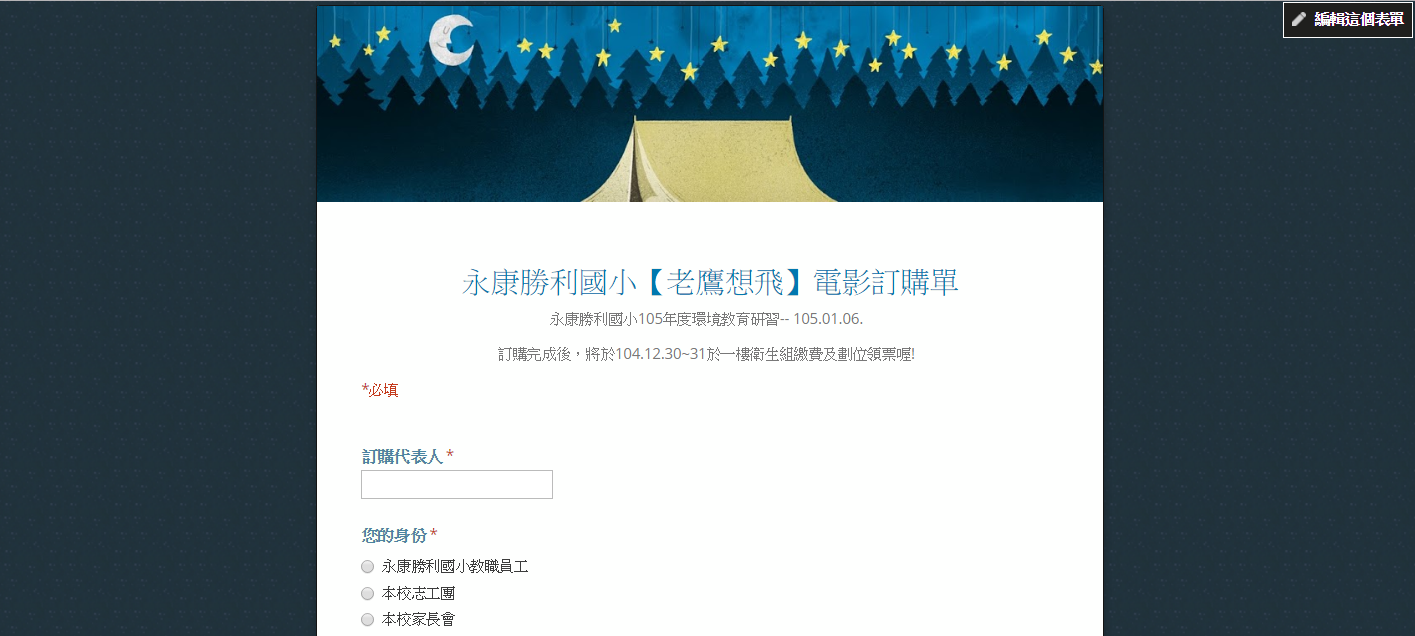 編輯這個表單
永康勝利國小【老鷹想飛】電影訂購單
永康勝利國小105年度環境教育研習-- 105.01.06.
訂購完成後，將於104.12.30~31於一樓衛生組繳費及劃位領票喔!
*必填
訂購代表人 *
您的身份 *
永康勝利國小教職員工
本校志工團
本校家長會